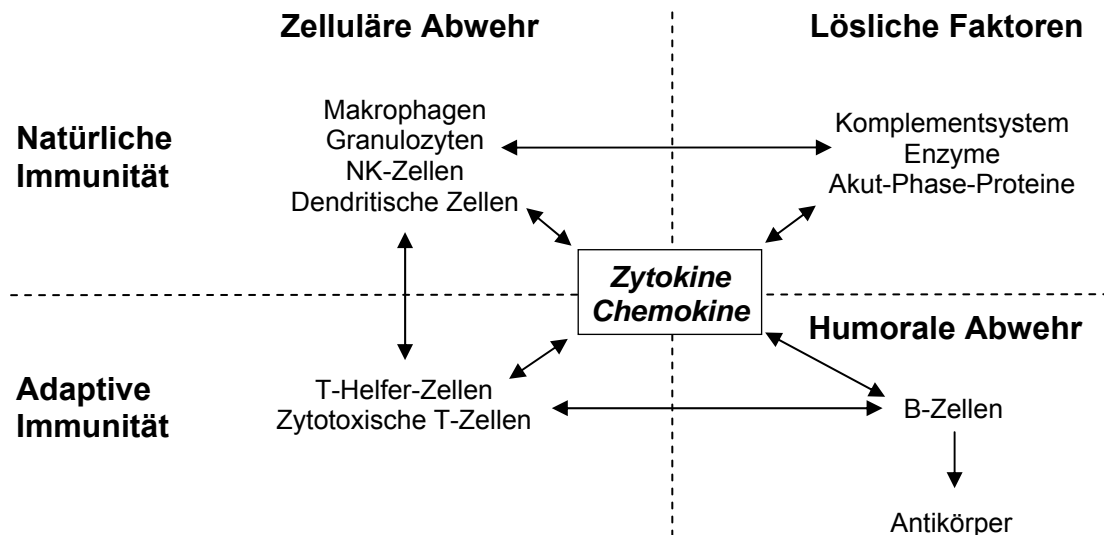 Zelluläre Abwehr
Lösliche Faktoren
Natürliche
Immunität
Makrophagen
Granulozyten
NK-Zellen
Dendritische Zellen
Komplementsystem
Enzyme
Akut-Phase-Proteine
Zytokine
Chemokine
Humorale Abwehr
Adaptive
Immunität
T-Helfer-Zellen
Zytotoxische T-Zellen
B-Zellen
Antikörper